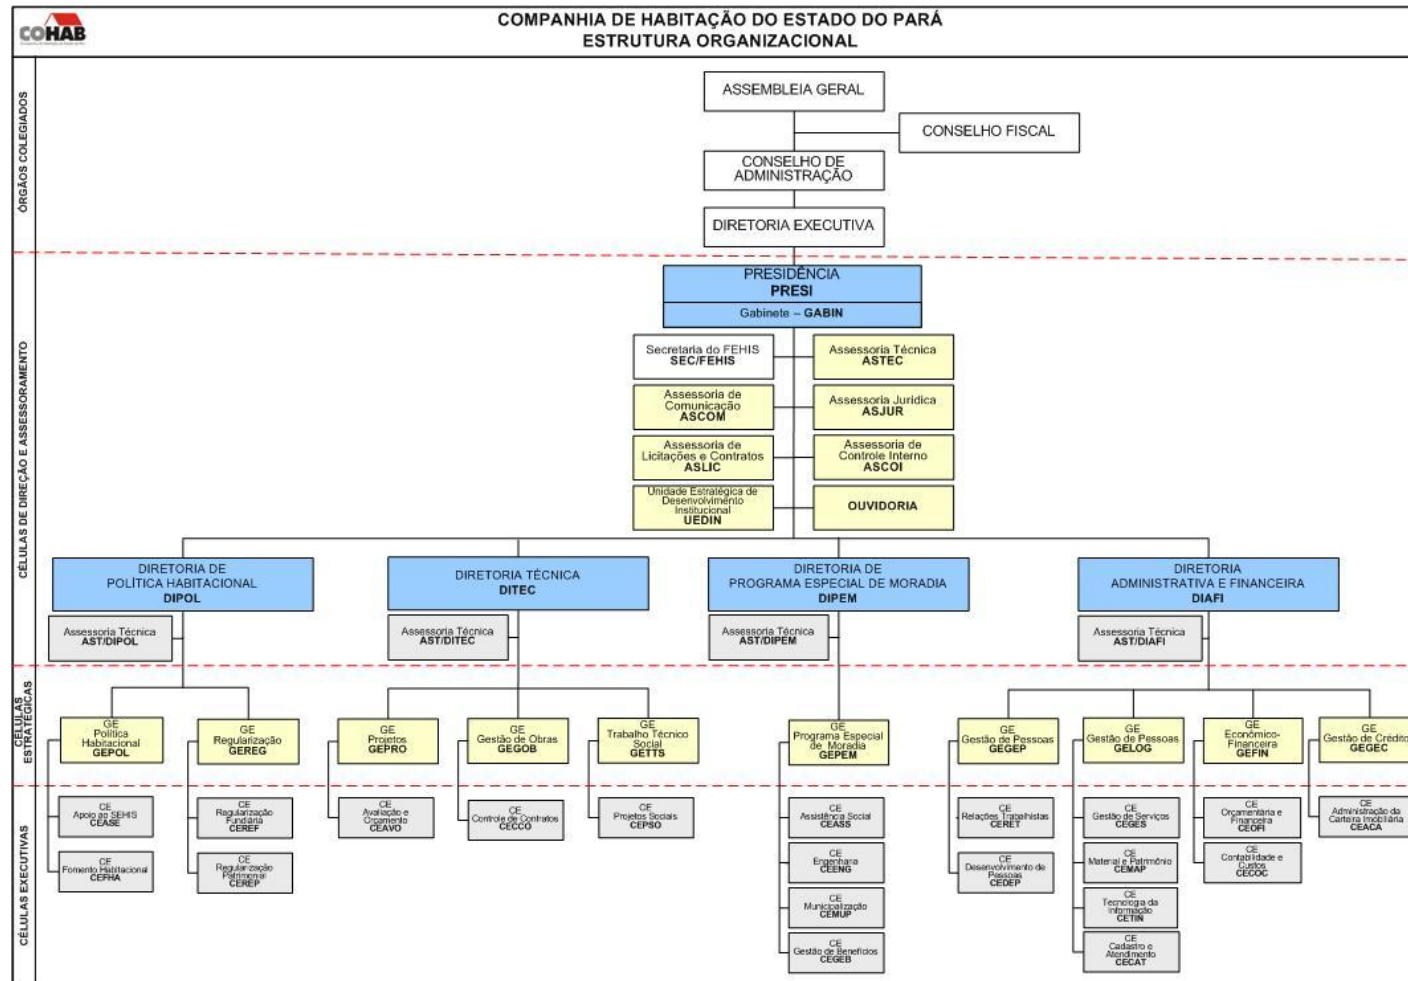 COHAB
COMPANHIA DE HABITAÇÃO DO ESTADO DO PARÁ
ESTRUTURA ORGANIZACIONAL
ÓRGÃOS COLEGIADOS
ASSEMBLEIA GERAL
CONSELHO FISCAL
CONSELHO DE
ADMINISTRAÇÃO
DIRETORIA EXECUTIVA
CÉLULAS DE DIREÇÃO E ASSESSORAMENTO
PRESIDÊNCIA
PRESI
Gabinete – GABIN
Secretaria do FEHIS
SEC/FEHIS
Assessoria Técnica
ASTEC
Assessoria de
Comunicação
ASCOM
Assessoria Jurídica
ASJUR
Assessoria de
Licitações e Contratos
ASLIC
Assessoria de
Controle Interno
ASCOI
Unidade Estratégica de
Desenvolvimento
Institucional
UEDIN
OUVIDORIA
DIRETORIA DE
POLÍTICA HABITACIONAL
DIPOL
DIRETORIA TÉCNICA
DITEC
DIRETORIA DE
PROGRAMA ESPECIAL DE MORADIA
DIPEM
DIRETORIA
ADMINISTRATIVA E FINANCEIRA
DIAFI
Assessoria Técnica
AST/DIPOL
Assessoria Técnica
AST/DITEC
Assessoria Técnica
AST/DIPEM
Assessoria Técnica
AST/DIAFI
CÉLULAS
ESTRATÉGICAS
GE
Política
Habitacional
GEPOL
GE
Regularização
GEREG
GE
Projetos
GEPRO
GE
Gestão de Obras
GEGOB
GE
Trabalho Técnico
Social
GETTS
GE
Programa Especial
de Moradia
GEPEM
GE
Gestão de Pessoas
GEGEP
GE
Gestão de Pessoas
GELOG
GE
Econômico-
Financeira
GEFIN
GE
Gestão de Crédito
GEGEC
CÉLULAS EXECUTIVAS
CE
Apoio ao SEHIS
CEASE
CE
Regularização
Fundiária
CEREF
CE
Avaliação e
Orçamento
CEAVO
CE
Controle de Contratos
CECCO
CE
Projetos Sociais
CEPSO
CE
Assistência Social
CEASS
CE
Relações Trabalhistas
CERET
CE
Gestão de Serviços
CEGES
CE
Orçamentária e
Financeira
CEOFI
CE
Administração da
Carteira Imobiliária
CEACA
CE
Fomento Habitacional
CEFHA
CE
Regularização
Patrimonial
CEREP
CE
Engenharia
CEENG
CE
Desenvolvimento de
Pessoas
CEDEP
CE
Material e Patrimônio
CEMAP
CE
Contabilidade e
Custos
CECOC
CE
Municipalização
CEMUP
CE
Tecnologia da
Informação
CETIN
CE
Gestão de Benefícios
CEGEB
CE
Cadastro e
Atendimento
CECAT